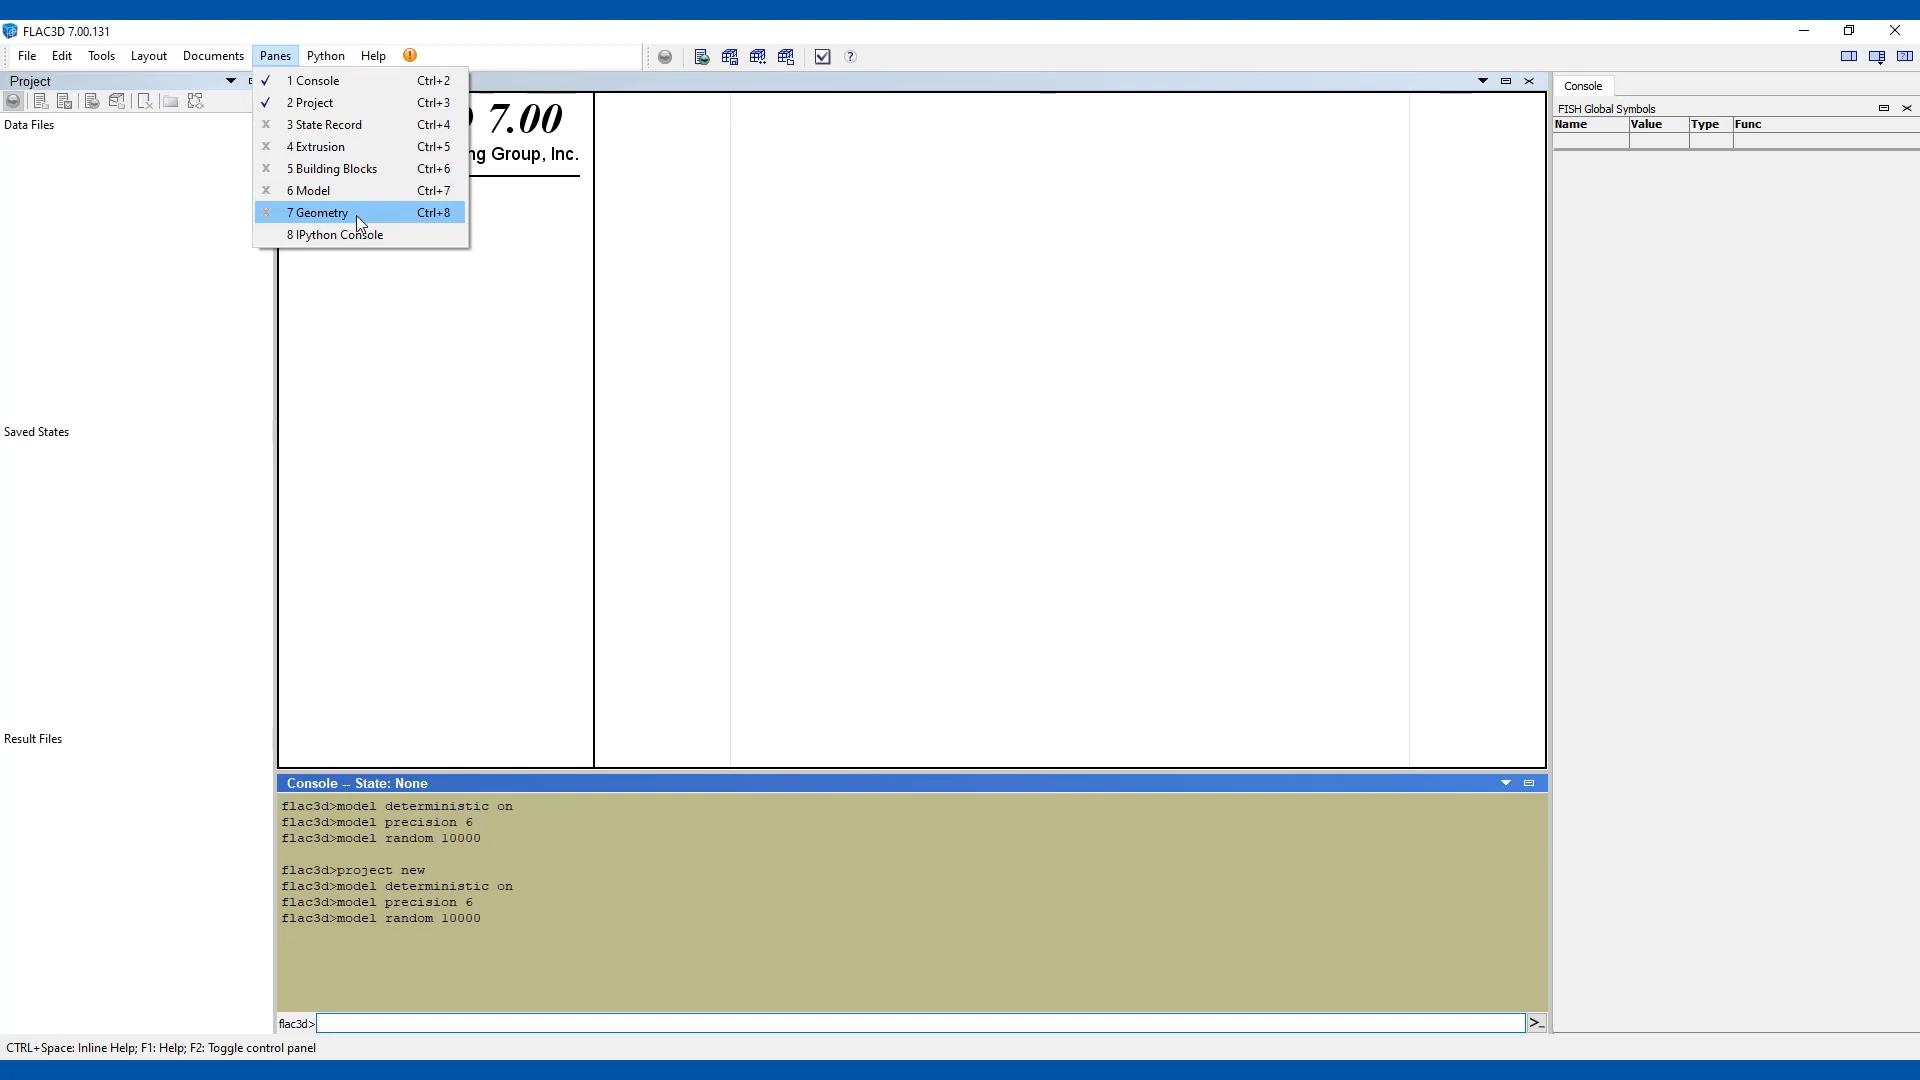 FLAC3D 7.00.131
File Edit Tools Layout Documents Panes Python Help
Project
Data Files
Saved States
Result Files
1 Console Ctrl+2
2 Project Ctrl+3
3 State Record Ctrl+4
4 Extrusion Ctrl+5
5 Building Blocks Ctrl+6
6 Model Ctrl+7
7 Geometry Ctrl+8
8 IPython Console
7.00
ng Group, Inc.
Console
FISH Global Symbols
Name Value Type Func
Console -- State: None
flac3d>model deterministic on
flac3d>model precision 6
flac3d>model random 10000
flac3d>project new
flac3d>model deterministic on
flac3d>model precision 6
flac3d>model random 10000
flac3d>
CTRL+Space: Inline Help; F1: Help; F2: Toggle control panel